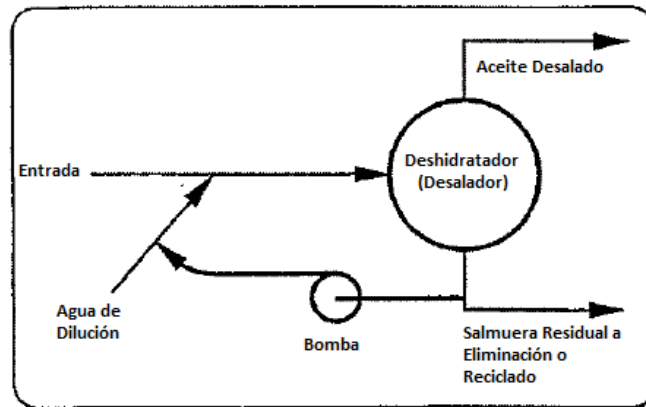 Aceite Desalado
Deshidratador
(Desalador)
Entrada
Agua de
Dilución
Bomba
Salmuera Residual a
Eliminación o
Reciclado